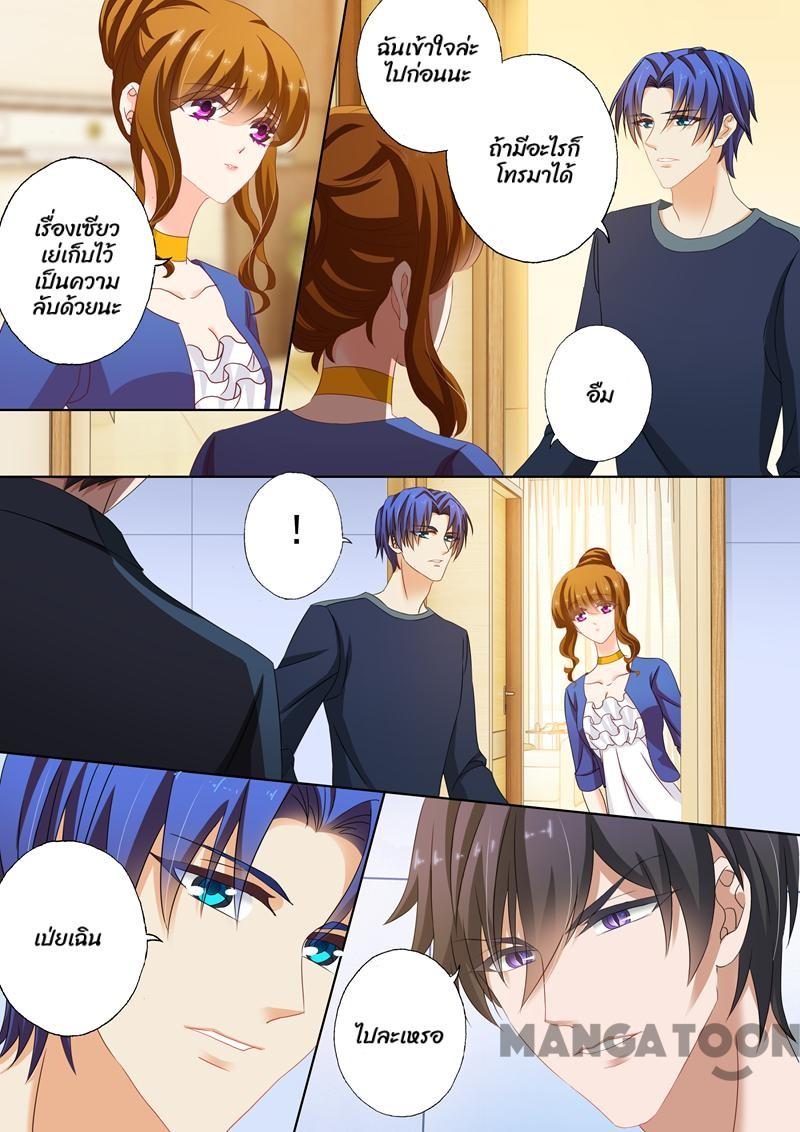 เรื่องเซียว
เย่เก็บไว้
เป็นความ
ลับด้วยนะ
ฉันเข้าใจล่ะ
ไปก่อนนะ
ถ้ามีอะไรก็
โทรมาได้
อืม
!
เป่ยเฉิน
ไปละเหรอ
MANGATOON